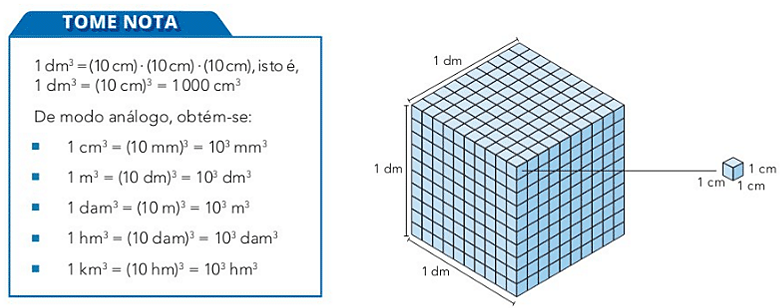 TOME NOTA
1 dm³ = (10 cm) · (10 cm) · (10 cm), isto é,
1 dm³ = (10 cm)³ = 1 000 cm³
De modo análogo, obtém-se:
1 cm³ = (10 mm)³ = 10³ mm³
1 m³ = (10 dm)³ = 10³ dm³
1 dam³ = (10 m)³ = 10³ m³
1 hm³ = (10 dam)³ = 10³ dam³
1 km³ = (10 hm)³ = 10³ hm³
1 dm
1 dm
1 dm
1 cm
1 cm
1 cm